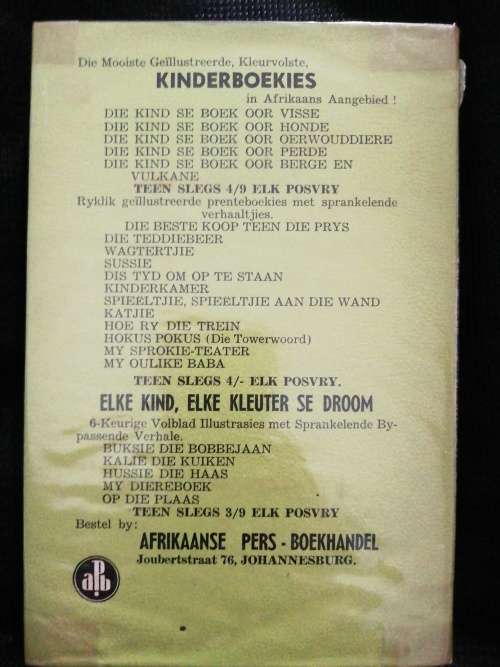 Die Mooiste Geïllustreerde, Kleurvolste,
KINDERBOEKIES
in Afrikaans Aangebied !
DIE KIND SE BOEK OOR VISSE
DIE KIND SE BOEK OOR HONDE
DIE KIND SE BOEK OOR OERWOUDDIERE
DIE KIND SE BOEK OOR PERDE
DIE KIND SE BOEK OOR BERGE EN
VULKANE
TEEN SLEGS 4/9 ELK POSVRY
Ryklik geïllustreerde prenteboekies met sprankelende
verhaaltjies.
DIE BESTE KOOP TEEN DIE PRYS
DIE TEDDIEBEER
WAGTERTJIE
SUSSIE
DIS TYD OM OP TE STAAN
KINDERKAMER
SPIEELTJIE, SPIEELTJIE AAN DIE WAND
KATJIE
HOE RY DIE TREIN
HOKUS POKUS (Die Towerwoord)
MY SPROKIE-TEATER
MY OULIKE BABA
TEEN SLEGS 4/- ELK POSVRY.
ELKE KIND, ELKE KLEUTER SE DROOM
6-Keurige Volblad Illustrasies met Sprankelende By-
passende Verhale.
BUKSIE DIE BOBBEJAAN
KALIE DIE KUIKEN
HUSSIE DIE HAAS
MY DIEREBOEK
OP DIE PLAAS
TEEN SLEGS 3/9 ELK POSVRY
Bestel by:
AFRIKAANSE PERS - BOEKHANDEL
Joubertstraat 76, JOHANNESBURG.
apb